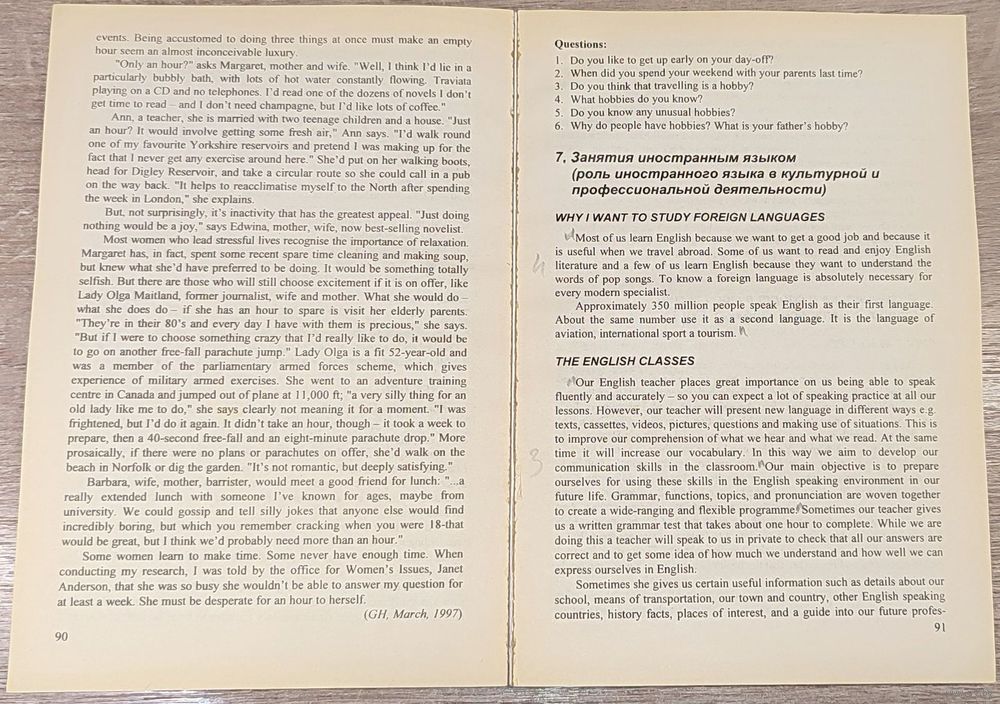 events. Being accustomed to doing three things at once must make an empty
hour seem an almost inconceivable luxury.
"Only an hour?" asks Margaret, mother and wife. "Well, I think I'd lie in a
particularly bubbly bath, with lots of hot water constantly flowing. Traviata
playing on a CD and no telephones. I'd read one of the dozens of novels I don't
get time to read – and I don't need champagne, but I'd like lots of coffee."
Ann, a teacher, she is married with two teenage children and a house. "Just
an hour? It would involve getting some fresh air," Ann says. "I'd walk round
one of my favourite Yorkshire reservoirs and pretend I was making up for the
fact that I never get any exercise around here." She'd put on her walking boots,
head for Digley Reservoir, and take a circular route so she could call in a pub
on the way back. "It helps to reacclimatise myself to the North after spending
the week in London," she explains.
But, not surprisingly, it's inactivity that has the greatest appeal. "Just doing
nothing would be a joy," says Edwina, mother, wife, now best-selling novelist.
Most women who lead stressful lives recognise the importance of relaxation.
Margaret has, in fact, spent some recent spare time cleaning and making soup,
but knew what she'd have preferred to be doing. It would be something totally
selfish. But there are those who will still choose excitement if it is on offer, like
Lady Olga Maitland, former journalist, wife and mother. What she would do –
what she does do – if she has an hour to spare is visit her elderly parents.
"They're in their 80's and every day I have with them is precious," she says.
"But if I were to choose something crazy that I'd really like to do, it would be
to go on another free-fall parachute jump." Lady Olga is a fit 52-year-old and
was a member of the parliamentary armed forces scheme, which gives
experience of military armed exercises. She went to an adventure training
centre in Canada and jumped out of plane at 11,000 ft; "a very silly thing for an
old lady like me to do," she says clearly not meaning it for a moment. "I was
frightened, but I'd do it again. It didn't take an hour, though – it took a week to
prepare, then a 40-second free-fall and an eight-minute parachute drop." More
prosaically, if there were no plans or parachutes on offer, she'd walk on the
beach in Norfolk or dig the garden. "It's not romantic, but deeply satisfying."
Barbara, wife, mother, barrister, would meet a good friend for lunch: "...a
really extended lunch with someone I've known for ages, maybe from
university. We could gossip and tell silly jokes that anyone else would find
incredibly boring, but which you remember cracking when you were 18-that
would be great, but I think we'd probably need more than an hour."
Some women learn to make time. Some never have enough time. When
conducting my research, I was told by the office for Women's Issues, Janet
Anderson, that she was so busy she wouldn't be able to answer my question for
at least a week. She must be desperate for an hour to herself.
(GH, March, 1997)
90
Questions:
1. Do you like to get up early on your day-off?
2. When did you spend your weekend with your parents last time?
3. Do you think that travelling is a hobby?
4. What hobbies do you know?
5. Do you know any unusual hobbies?
6. Why do people have hobbies? What is your father's hobby?
7. Занятия иностранным языком
(роль иностранного языка в культурной и
профессиональной деятельности)
WHY I WANT TO STUDY FOREIGN LANGUAGES
Most of us learn English because we want to get a good job and because it
is useful when we travel abroad. Some of us want to read and enjoy English
literature and a few of us learn English because they want to understand the
words of pop songs. To know a foreign language is absolutely necessary for
every modern specialist.
Approximately 350 million people speak English as their first language.
About the same number use it as a second language. It is the language of
aviation, international sport a tourism.
THE ENGLISH CLASSES
Our English teacher places great importance on us being able to speak
fluently and accurately – so you can expect a lot of speaking practice at all our
lessons. However, our teacher will present new language in different ways e.g.
texts, cassettes, videos, pictures, questions and making use of situations. This is
to improve our comprehension of what we hear and what we read. At the same
time it will increase our vocabulary. In this way we aim to develop our
3
communication skills in the classroom. Our main objective is to prepare
ourselves for using these skills in the English speaking environment in our
future life. Grammar, functions, topics, and pronunciation are woven together
to create a wide-ranging and flexible programme. Sometimes our teacher gives
us a written grammar test that takes about one hour to complete. While we are
doing this a teacher will speak to us in private to check that all our answers are
correct and to get some idea of how much we understand and how well we can
express ourselves in English.
Sometimes she gives us certain useful information such as details about our
school, means of transportation, our town and country, other English speaking
countries, history facts, places of interest, and a guide into our future profes-
91